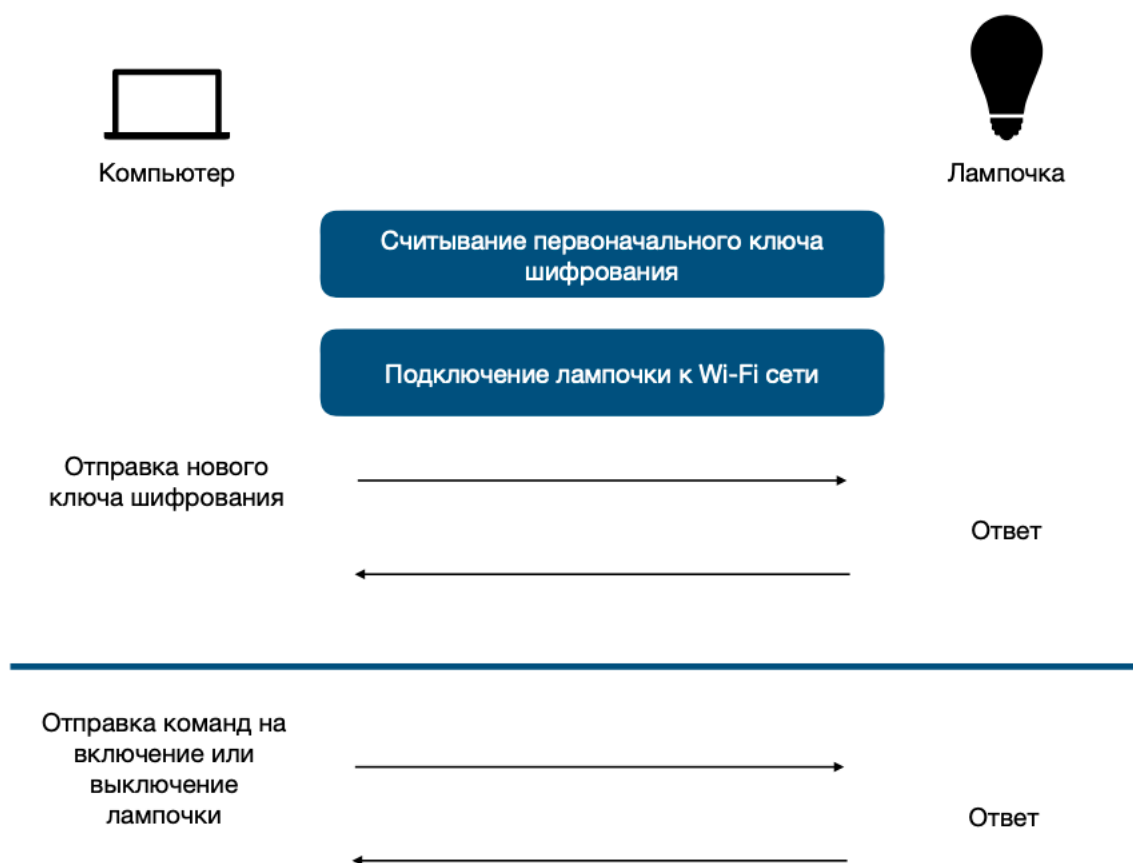 Компьютер
Лампочка
Считывание первоначального ключа
шифрования
Подключение лампочки к Wi-Fi сети
Отправка нового
ключа шифрования
Ответ
Отправка команд на
включение или
выключение
лампочки
Ответ